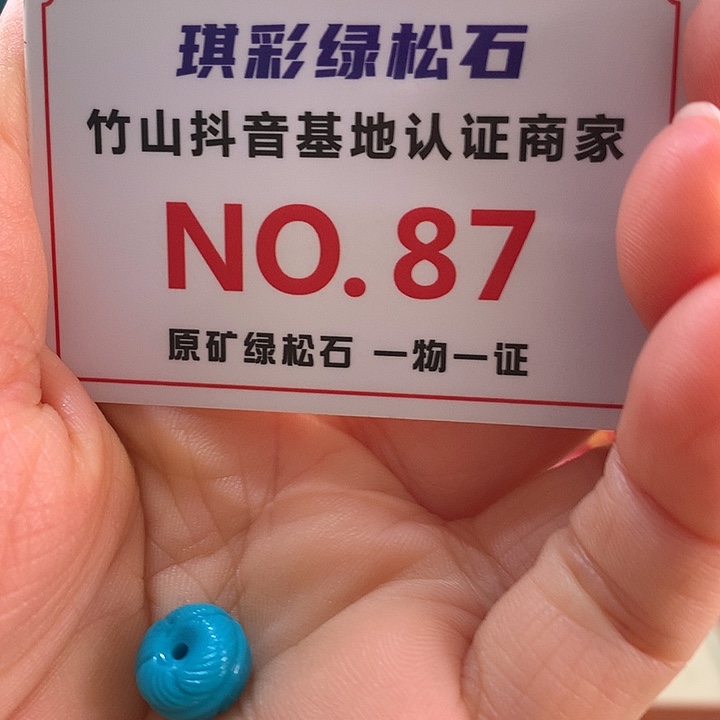 琪彩绿松石
竹山抖音基地认证商家
NO.87
原矿绿松石 一物一证